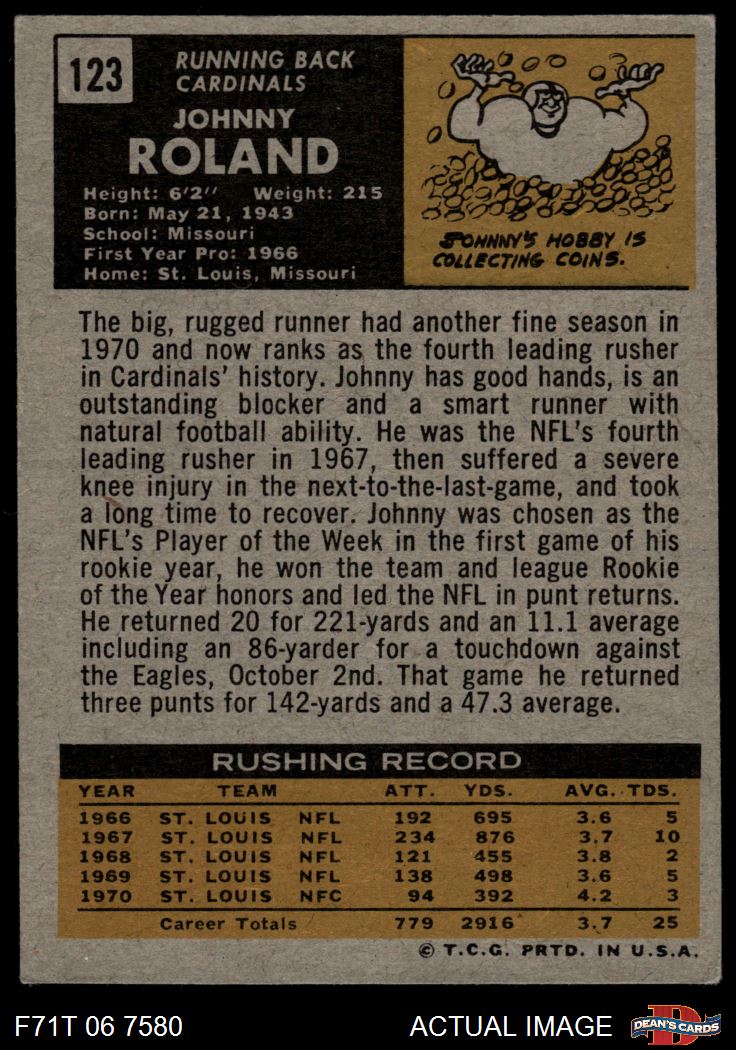 123
RUNNING BACK
CARDINALS
JOHNNY
ROLAND
Height: 6'2'' Weight: 215
Born: May 21, 1943
School: Missouri
First Year Pro: 1966
Home: St. Louis, Missouri
JOHNNY'S HOBBY IS
COLLECTING COINS.
The big, rugged runner had another fine season in
1970 and now ranks as the fourth leading rusher
in Cardinals' history. Johnny has good hands, is an
outstanding blocker and a smart runner with
natural football ability. He was the NFL's fourth
leading rusher in 1967, then suffered a severe
knee injury in the next-to-the-last-game, and took
a long time to recover. Johnny was chosen as the
NFL's Player of the Week in the first game of his
rookie year, he won the team and league Rookie
of the Year honors and led the NFL in punt returns.
He returned 20 for 221-yards and an 11.1 average
including an 86-yarder for a touchdown against
the Eagles, October 2nd. That game he returned
three punts for 142-yards and a 47.3 average.
RUSHING RECORD
YEAR TEAM ATT. YDS. AVG. TDS.
1966 ST. LOUIS NFL 192 695 3.6 5
1967 ST. LOUIS NFL 234 876 3.7 10
1968 ST. LOUIS NFL 121 455 3.8 2
1969 ST. LOUIS NFL 138 498 3.6 5
1970 ST. LOUIS NFC 94 392 4.2 3
Career Totals 779 2916 3.7 25
© T.C.G. PRTD. IN U.S.A.
F71T 06 7580 ACTUAL IMAGE D DEAN'S CARDS